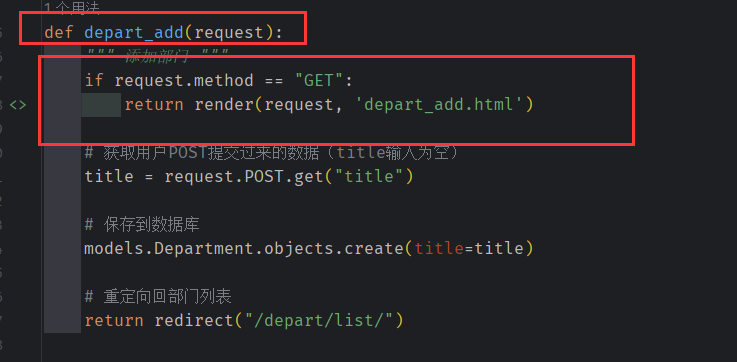 1 个用法
def depart_add(request):
""" 添加部门 """
if request.method == "GET":
return render(request, 'depart_add.html')
# 获取用户POST提交过来的数据（title输入为空）
title = request.POST.get("title")
# 保存到数据库
models.Department.objects.create(title=title)
# 重定向回部门列表
return redirect("/depart/list/")